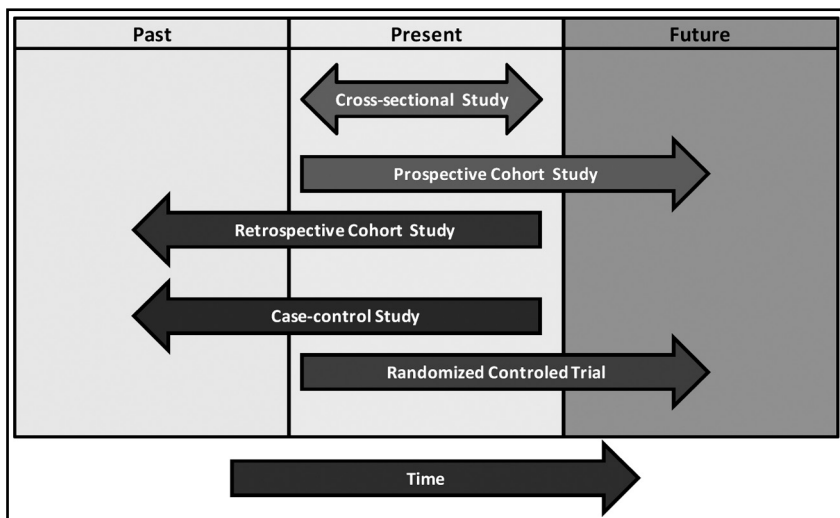 Past
Present
Future
Cross-sectional Study
Prospective Cohort Study
Retrospective Cohort Study
Case-control Study
Randomized Controled Trial
Time